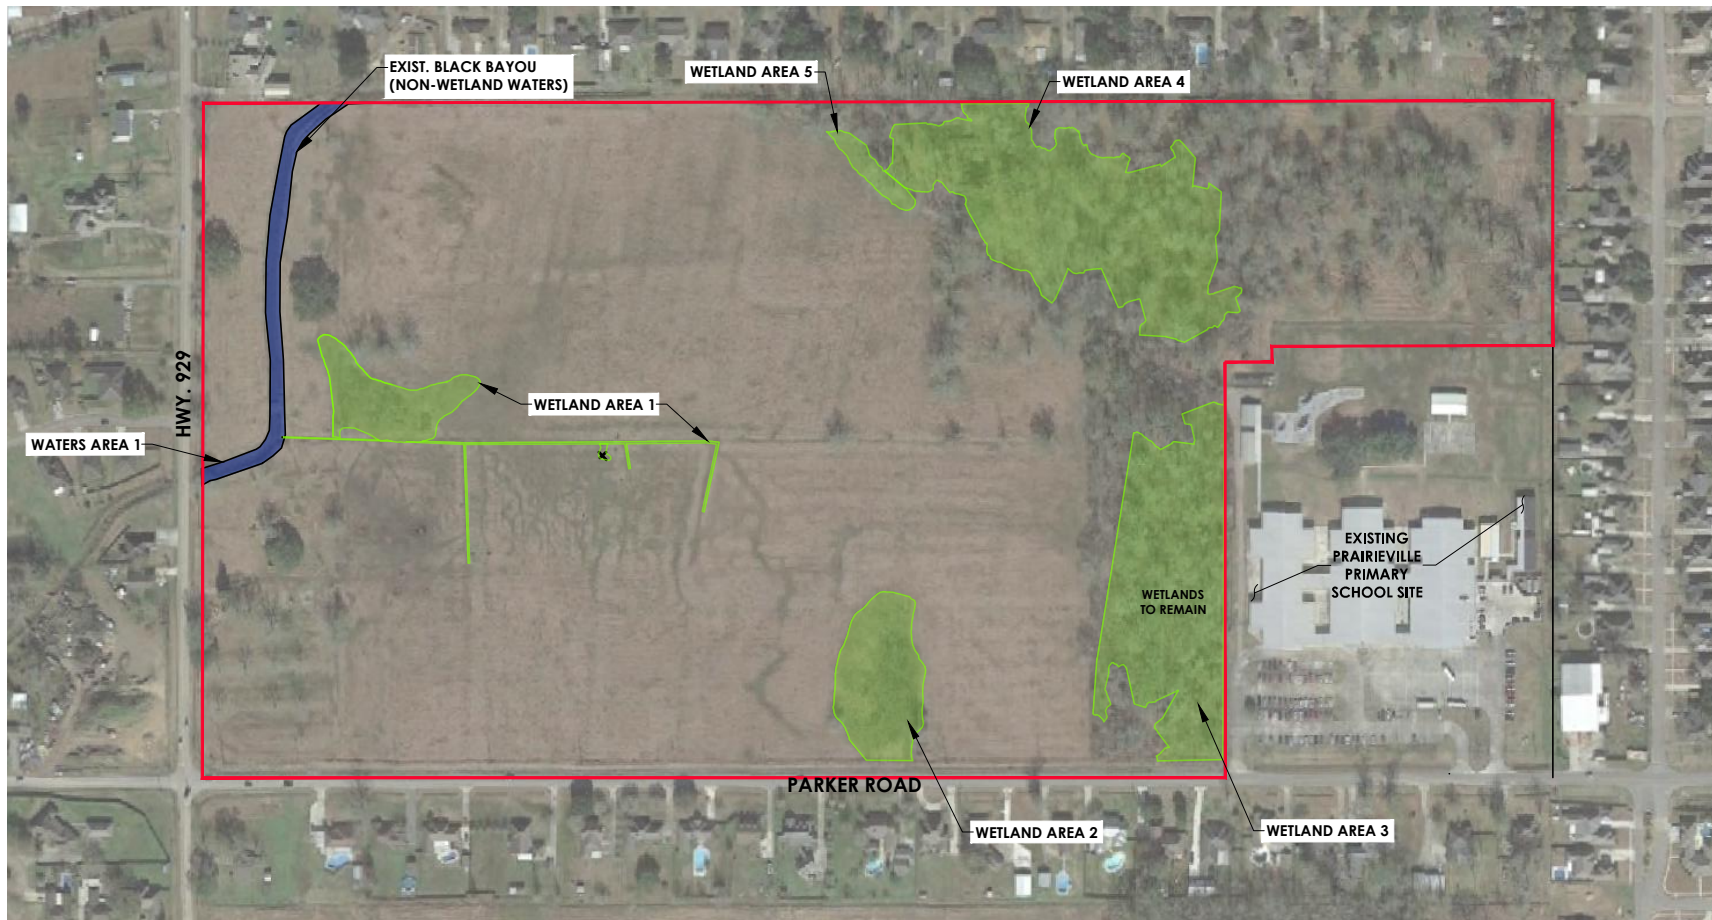 EXIST. BLACK BAYOU
(NON-WETLAND WATERS)
WETLAND AREA 5
WETLAND AREA 4
HWY. 929
WETLAND AREA 1
WATERS AREA 1
EXISTING
PRAIRIEVILLE
PRIMARY
SCHOOL SITE
WETLANDS
TO REMAIN
PARKER ROAD
WETLAND AREA 2
WETLAND AREA 3